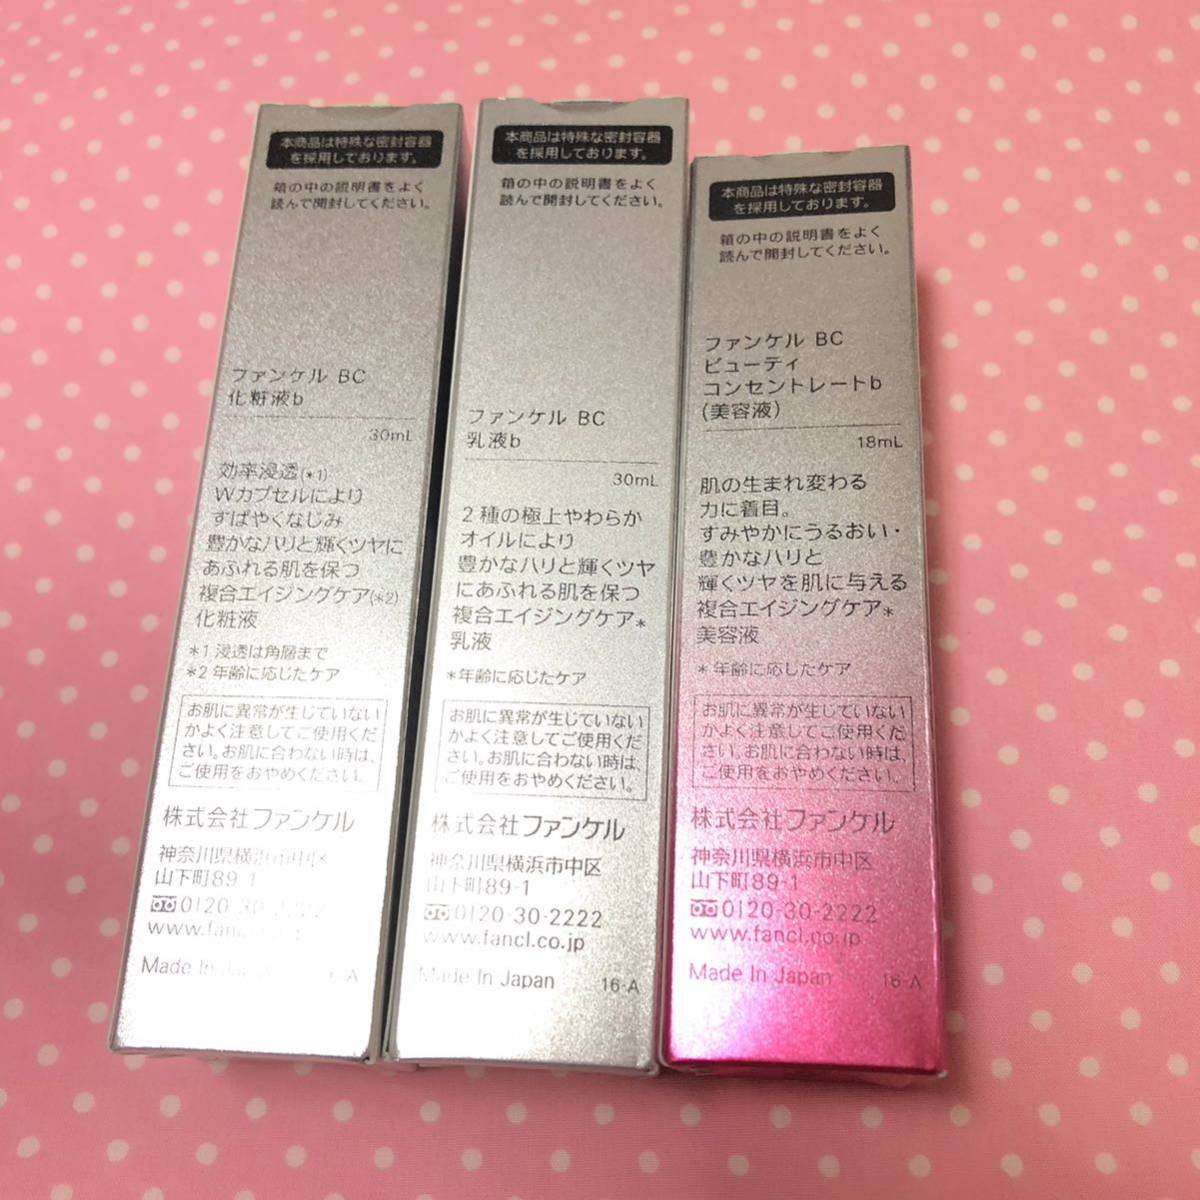 本商品は特殊な密封容器
を採用しております。
箱の中の説明書をよく
読んで開封してください。
ファンケル BC
化粧液b
30mL
効率浸透(*1)
Wカプセルにより
すばやくなじみ
豊かなハリと輝くツヤに
あふれる肌を保つ
複合エイジングケア(*2)
化粧液
*1 浸透は角層まで
*2 年齢に応じたケア
お肌に異常が生じていない
かよく注意してご使用くだ
さい。お肌に合わない時は、
ご使用をおやめください。
株式会社ファンケル
神奈川県横浜市中区
山下町89-1
0120-30-2222
www.fancl
Made In Japan
本商品は特殊な密封容器
を採用しております。
箱の中の説明書をよく
読んで開封してください。
ファンケル BC
乳液b
30mL
2種の極上やわらか
オイルにより
豊かなハリと輝くツヤ
にあふれる肌を保つ
複合エイジングケア*
乳液
*年齢に応じたケア
お肌に異常が生じていない
かよく注意してご使用くだ
さい。お肌に合わない時は、
ご使用をおやめください。
株式会社ファンケル
神奈川県横浜市中区
山下町89-1
0120-30-2222
www.fancl.co.jp
Made In Japan
16-A
本商品は特殊な密封容器
を採用しております。
箱の中の説明書をよく
読んで開封してください。
ファンケル BC
ビューティ
コンセントレートb
(美容液)
18mL
肌の生まれ変わる
力に着目。
すみやかにうるおい・
豊かなハリと
輝くツヤを肌に与える
複合エイジングケア*
美容液
*年齢に応じたケア
お肌に異常が生じていない
かよく注意してご使用くだ
さい。お肌に合わない時は、
ご使用をおやめください。
株式会社ファンケル
神奈川県横浜市中区
山下町89-1
0120-30-2222
www.fancl.co.jp
Made In Japan
16-A